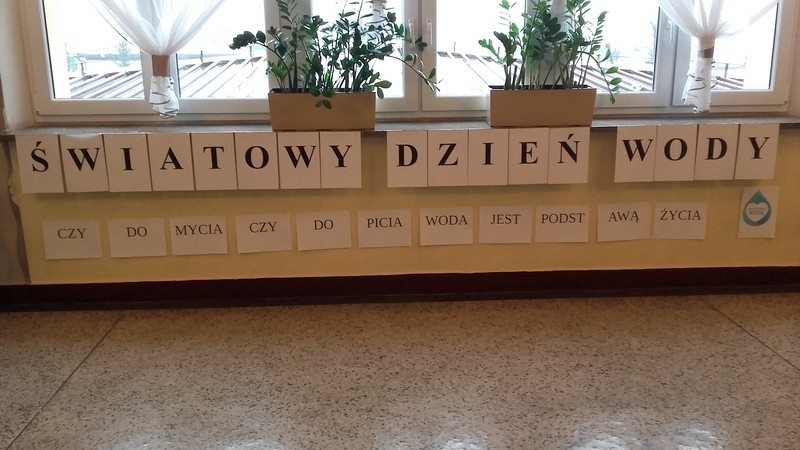 ŚWIATOWY DZIEŃ WODY
CZY DO MYCIA CZY DO PICIA WODA JEST PODST AWĄ ŻYCIA